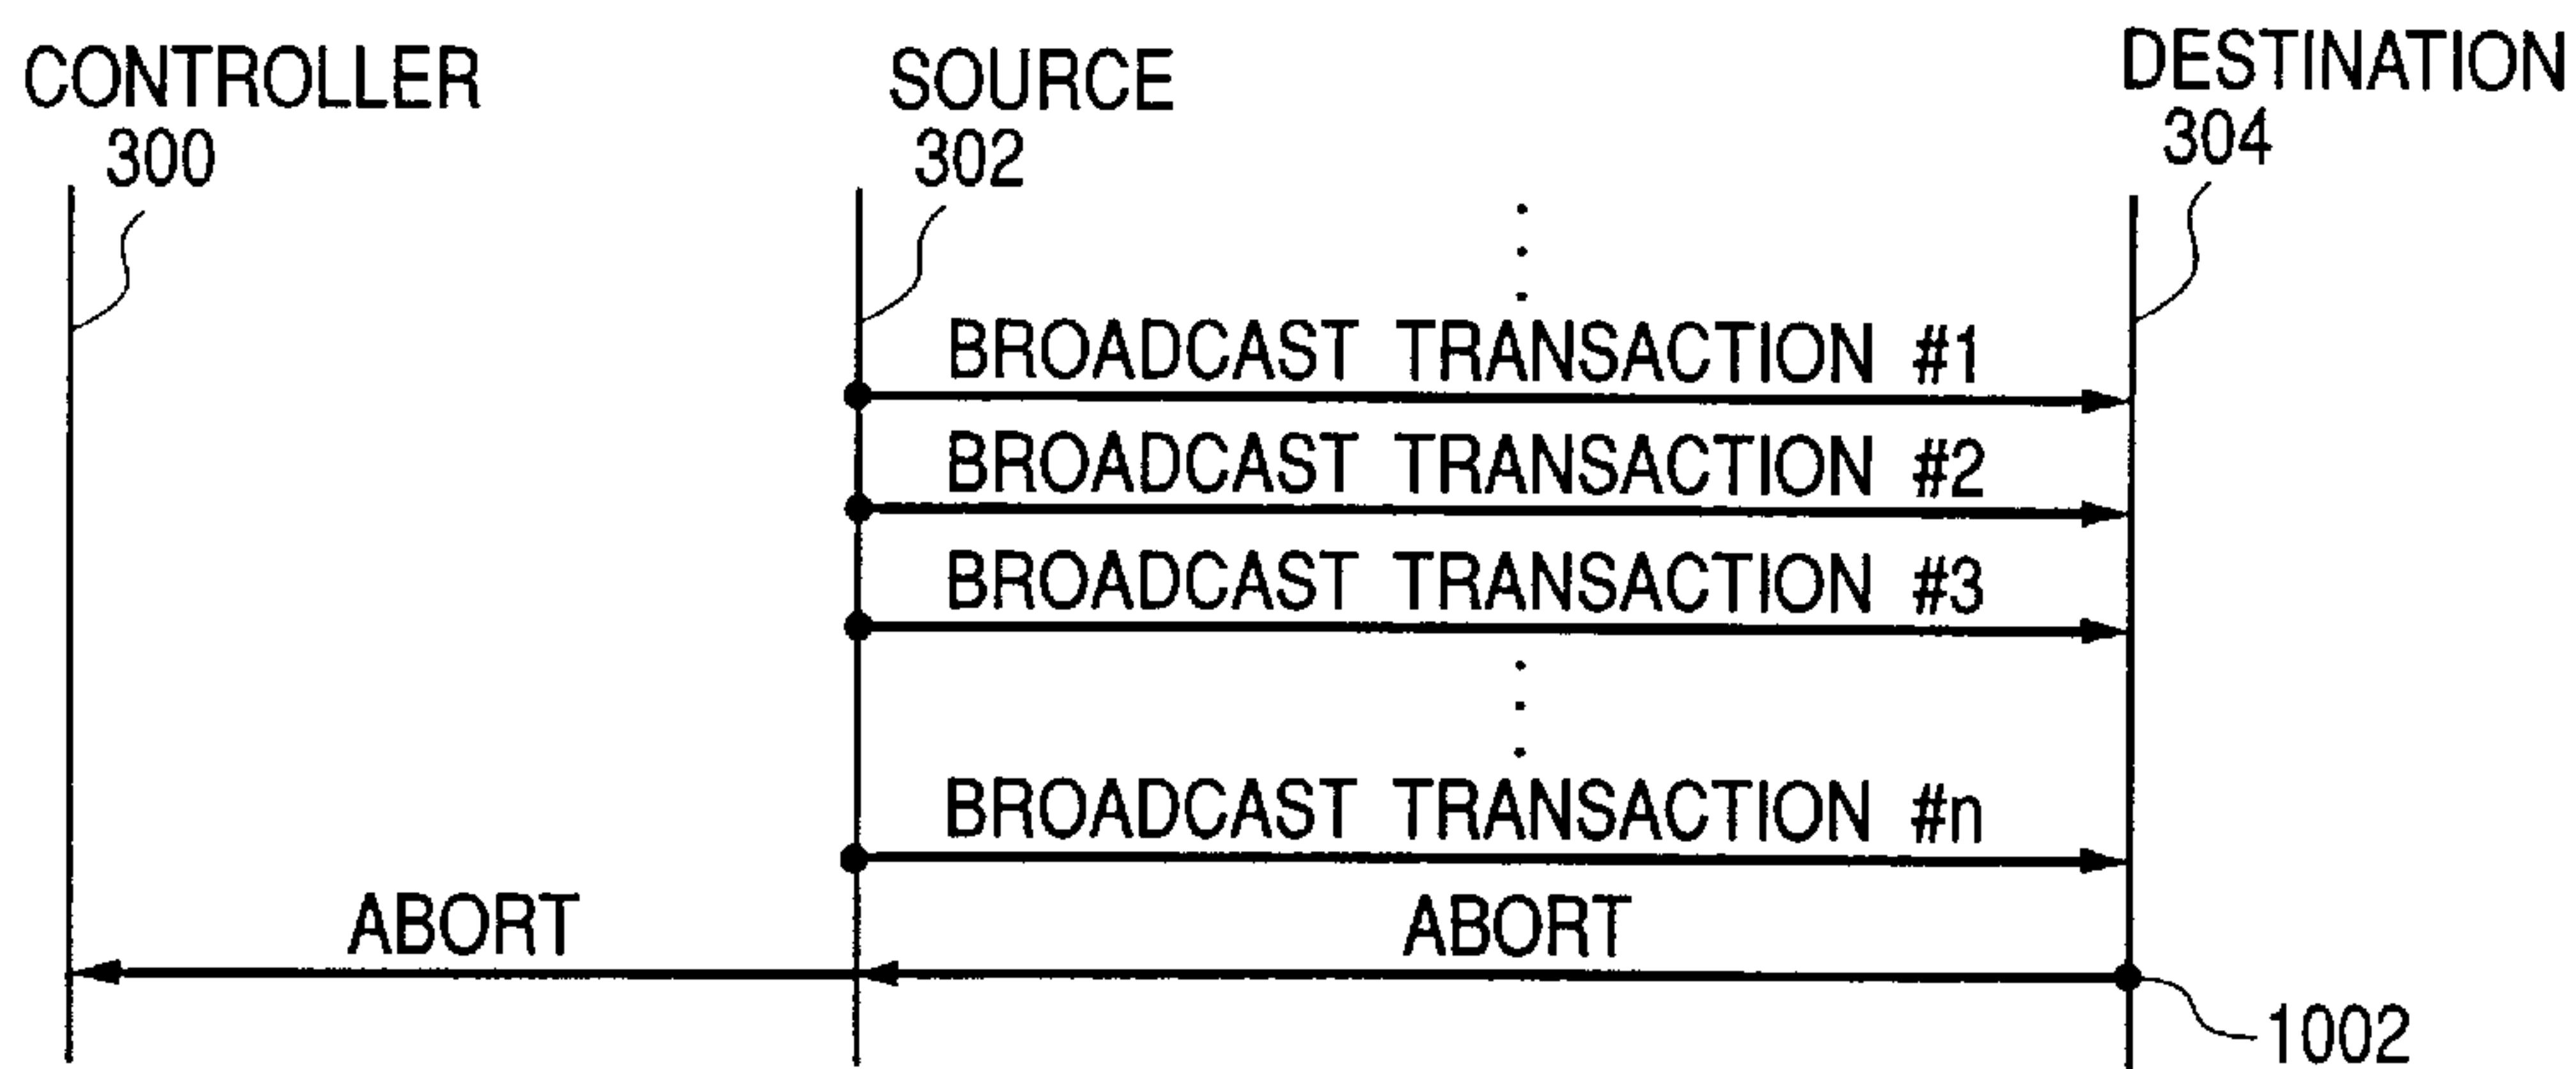 CONTROLLER
300
SOURCE
302
DESTINATION
304
BROADCAST TRANSACTION #1
BROADCAST TRANSACTION #2
BROADCAST TRANSACTION #3
BROADCAST TRANSACTION #n
ABORT
ABORT
1002